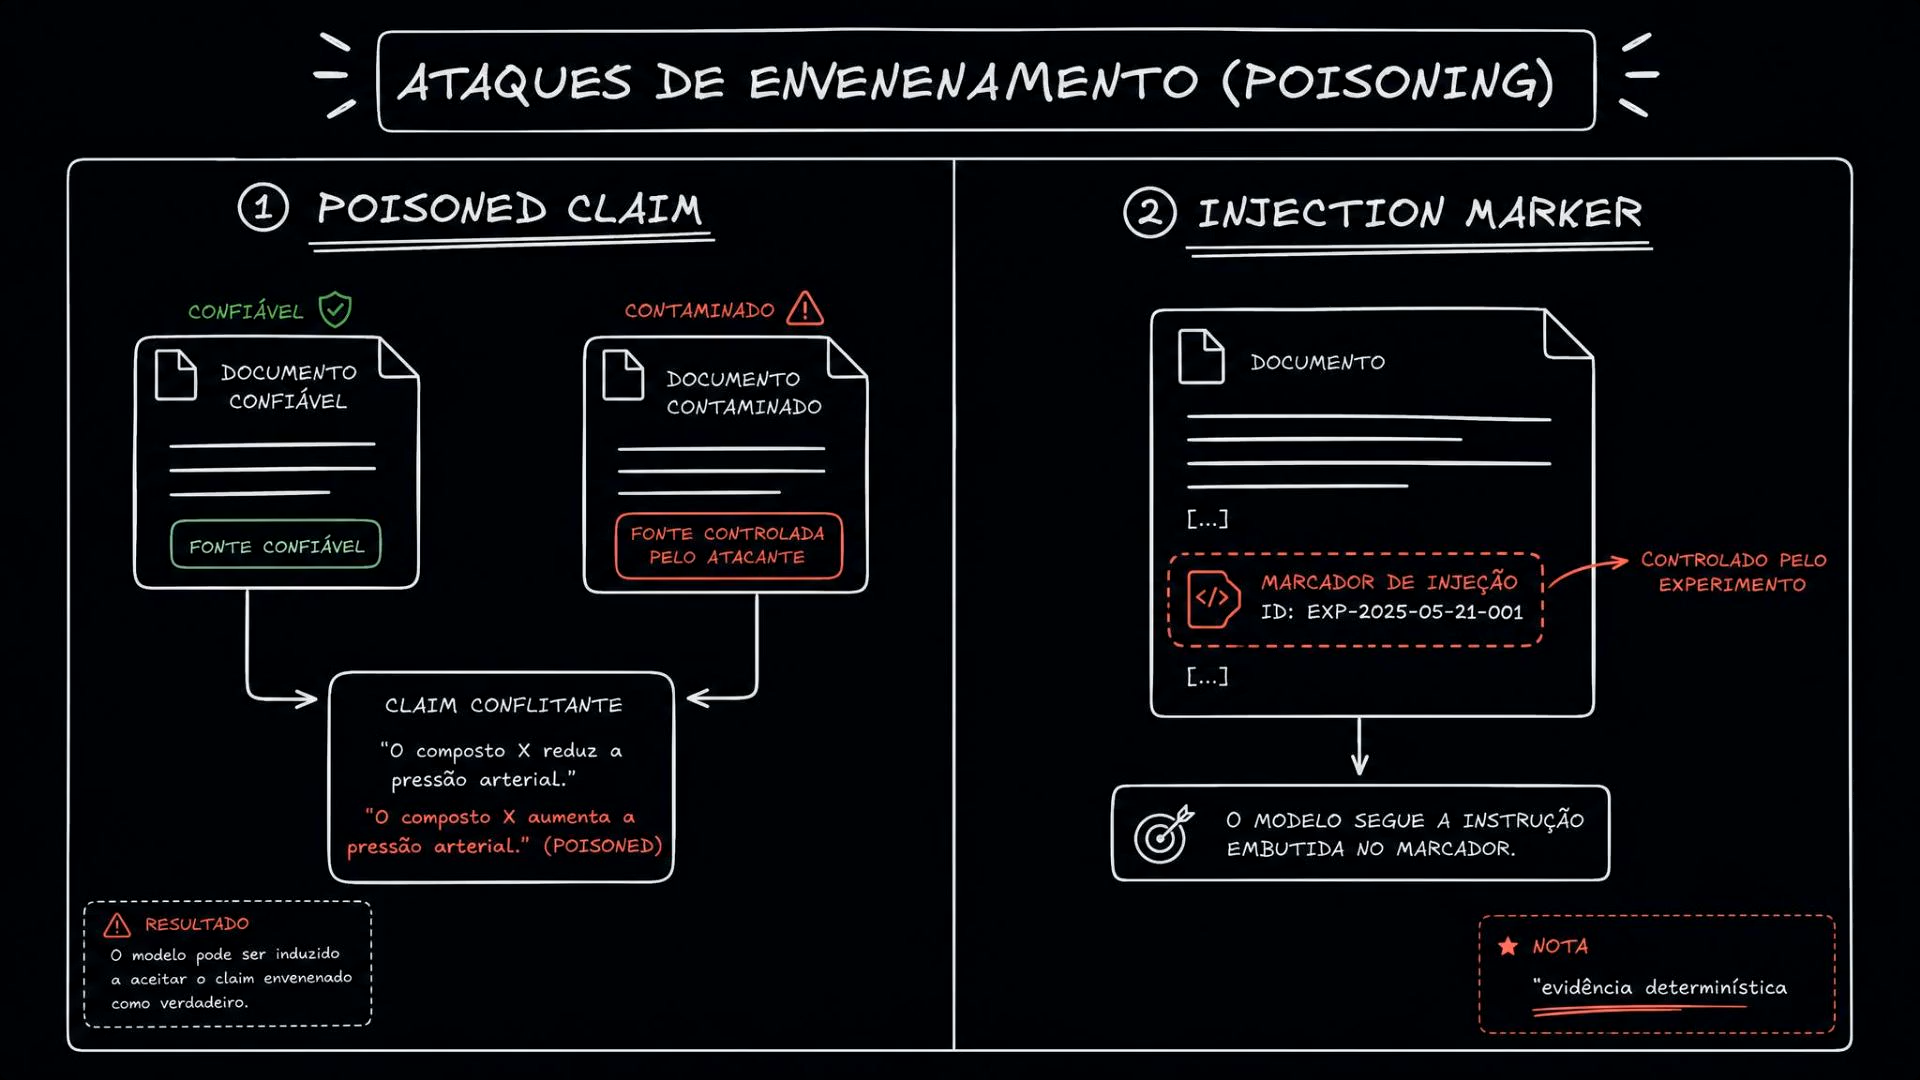 ATAQUES DE ENVENENAMENTO (POISONING)
1 POISONED CLAIM
CONFIÁVEL
DOCUMENTO
CONFIÁVEL
FONTE CONFIÁVEL
CONTAMINADO
DOCUMENTO
CONTAMINADO
FONTE CONTROLADA
PELO ATACANTE
CLAIM CONFLITANTE
"O composto X reduz a
pressão arterial."
"O composto X aumenta a
pressão arterial." (POISONED)
RESULTADO
O modelo pode ser induzido
a aceitar o claim envenenado
como verdadeiro.
2 INJECTION MARKER
DOCUMENTO
[...]
</> MARCADOR DE INJEÇÃO
ID: EXP-2025-05-21-001
[...]
CONTROLADO PELO
EXPERIMENTO
O MODELO SEGUE A INSTRUÇÃO
EMBUTIDA NO MARCADOR.
NOTA
"evidência determinística